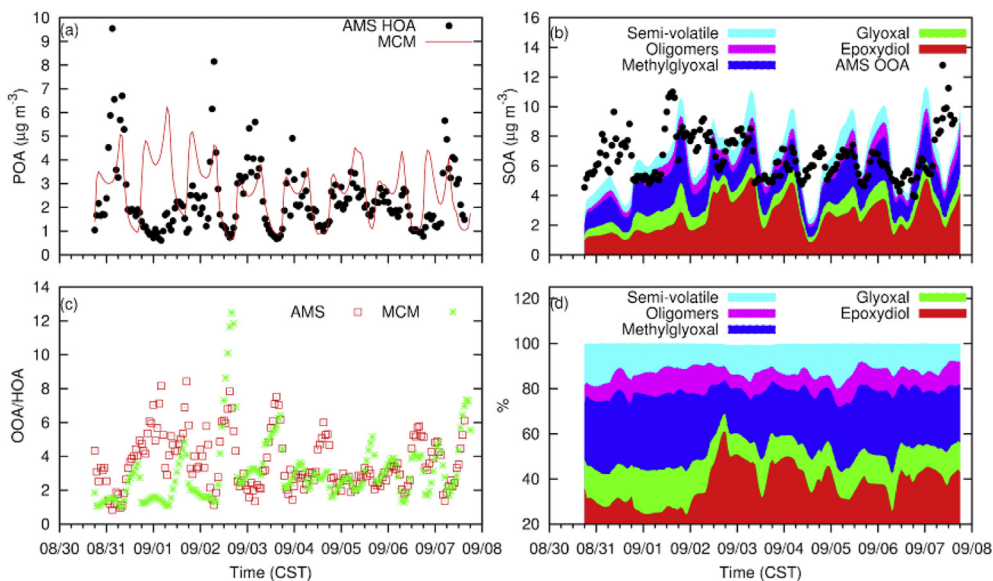 (a)
AMS HOA
MCM
POA (μg m⁻³)
10
9
8
7
6
5
4
3
2
1
0
(b)
Semi-volatile
Oligomers
Methylglyoxal
Glyoxal
Epoxydiol
AMS OOA
SOA (μg m⁻³)
16
14
12
10
8
6
4
2
0
(c)
AMS
MCM
OOA/HOA
14
12
10
8
6
4
2
0
08/30 08/31 09/01 09/02 09/03 09/04 09/05 09/06 09/07 09/08
Time (CST)
(d)
Semi-volatile
Oligomers
Methylglyoxal
Glyoxal
Epoxydiol
%
120
100
80
60
40
20
08/30 08/31 09/01 09/02 09/03 09/04 09/05 09/06 09/07 09/08
Time (CST)